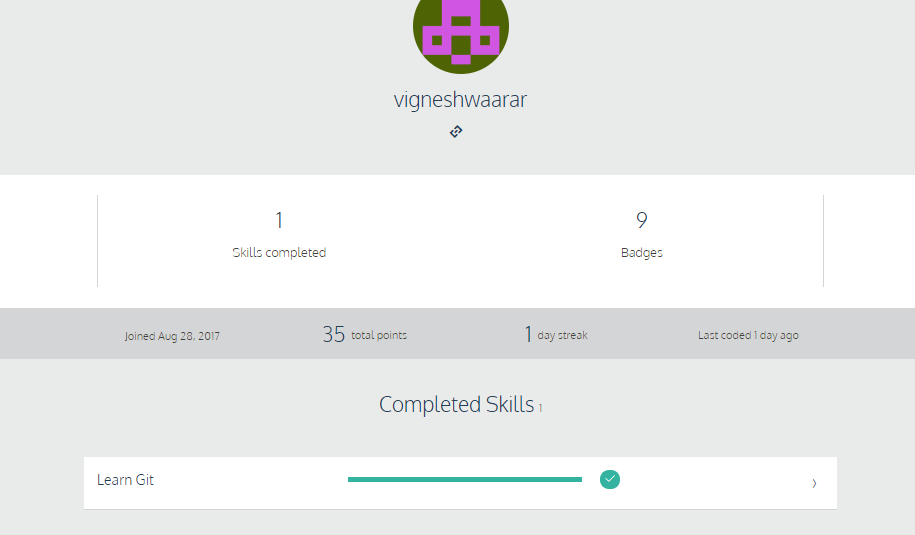 vigneshwaarar
1
Skills completed
9
Badges
Joined Aug 28, 2017
35 total points
1 day streak
Last coded 1 day ago
Completed Skills 1
Learn Git